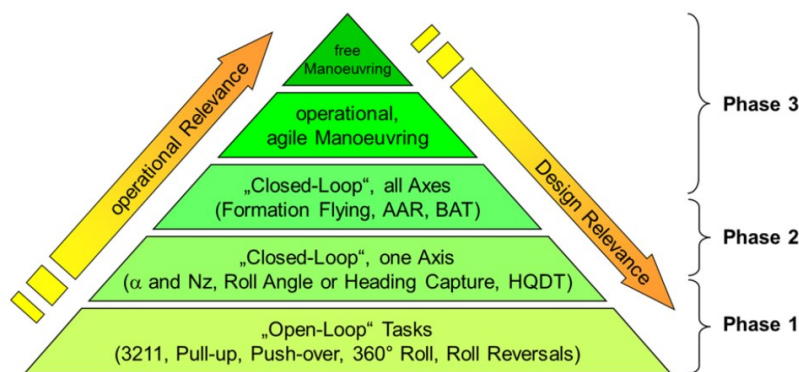 free
Manoeuvring
operational,
agile Manoeuvring
„Closed-Loop“, all Axes
(Formation Flying, AAR, BAT)
„Closed-Loop“, one Axis
(α and Nz, Roll Angle or Heading Capture, HQDT)
„Open-Loop“ Tasks
(3211, Pull-up, Push-over, 360° Roll, Roll Reversals)
operational Relevance
Design Relevance
Phase 3
Phase 2
Phase 1